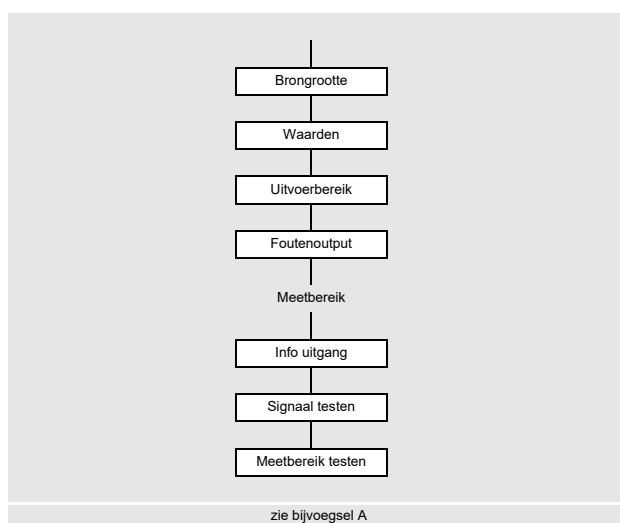 Brongrootte
Waarden
Uitvoerbereik
Foutenoutput
Meetbereik
Info uitgang
Signaal testen
Meetbereik testen
zie bijvoegsel A